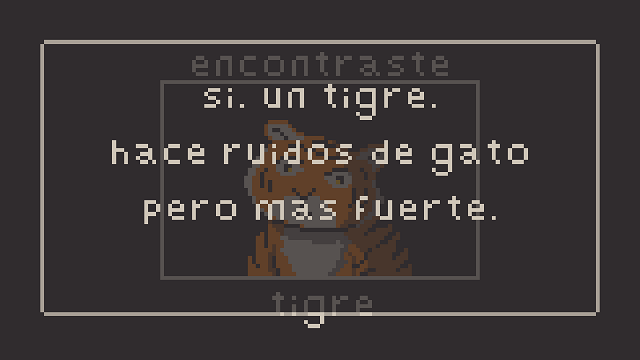 encontraste
si. un tigre.
hace ruidos de gato
pero mas fuerte.
tigre